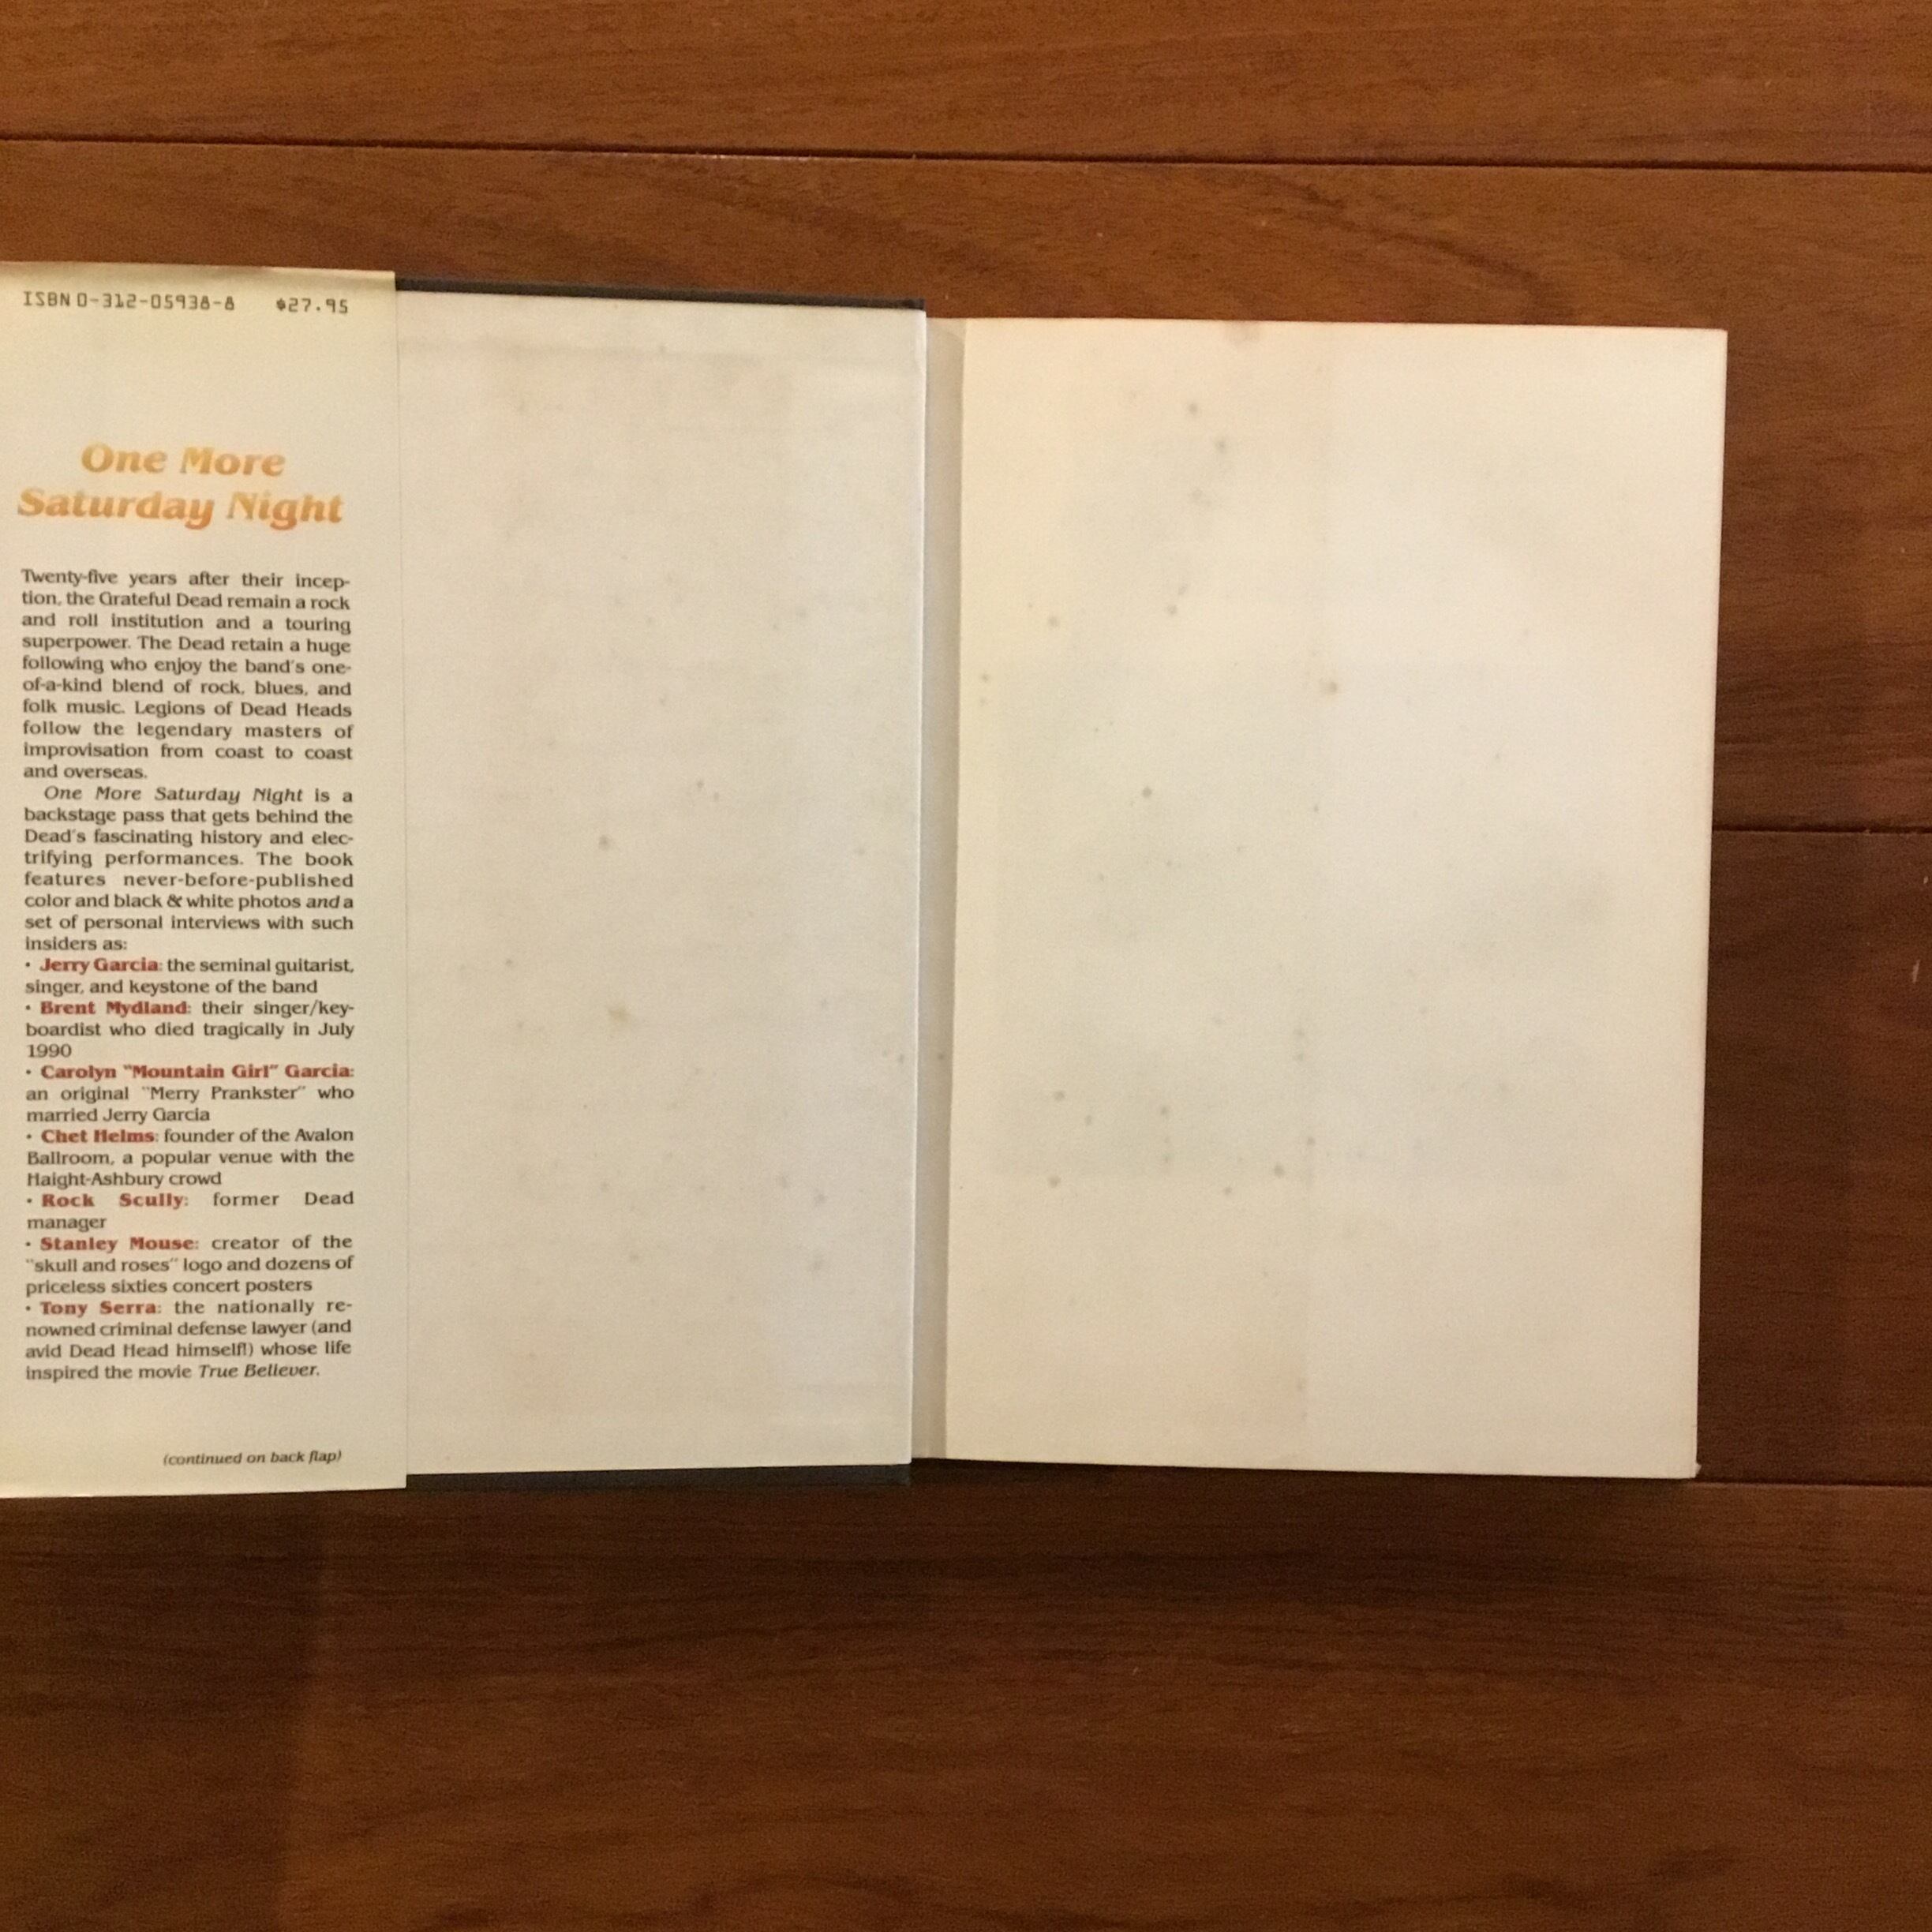 ISBN 0-312-05938-8 $27.95
One More
Saturday Night
Twenty-five years after their incep-
tion, the Grateful Dead remain a rock
and roll institution and a touring
superpower. The Dead retain a huge
following who enjoy the band's one-
of-a-kind blend of rock, blues, and
folk music. Legions of Dead Heads
follow the legendary masters of
improvisation from coast to coast
and overseas.
One More Saturday Night is a
backstage pass that gets behind the
Dead's fascinating history and elec-
trifying performances. The book
features never-before-published
color and black & white photos and a
set of personal interviews with such
insiders as:
• Jerry Garcia: the seminal guitarist,
singer, and keystone of the band
• Brent Mydland: their singer/key-
boardist who died tragically in July
1990
• Carolyn "Mountain Girl" Garcia:
an original "Merry Prankster" who
married Jerry Garcia
• Chet Helms: founder of the Avalon
Ballroom, a popular venue with the
Haight-Ashbury crowd
• Rock Scully: former Dead
manager
• Stanley Mouse: creator of the
"skull and roses" logo and dozens of
priceless sixties concert posters
• Tony Serra: the nationally re-
nowned criminal defense lawyer (and
avid Dead Head himself!) whose life
inspired the movie True Believer.
(continued on back flap)